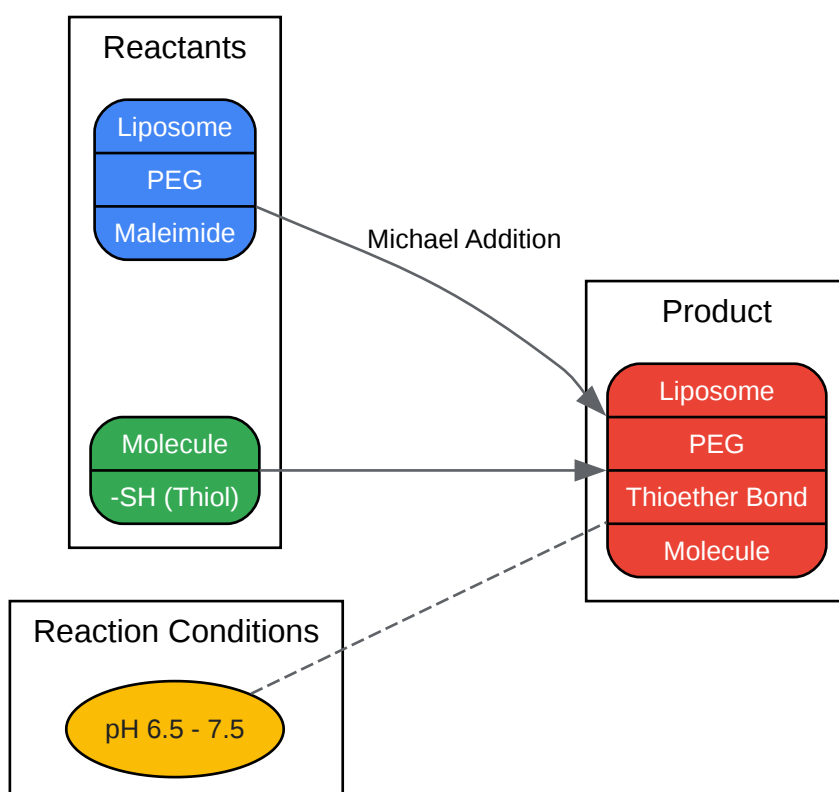 Reactants
Liposome
PEG
Maleimide
Michael Addition
Molecule
-SH (Thiol)
Product
Liposome
PEG
Thioether Bond
Molecule
Reaction Conditions
pH 6.5 - 7.5